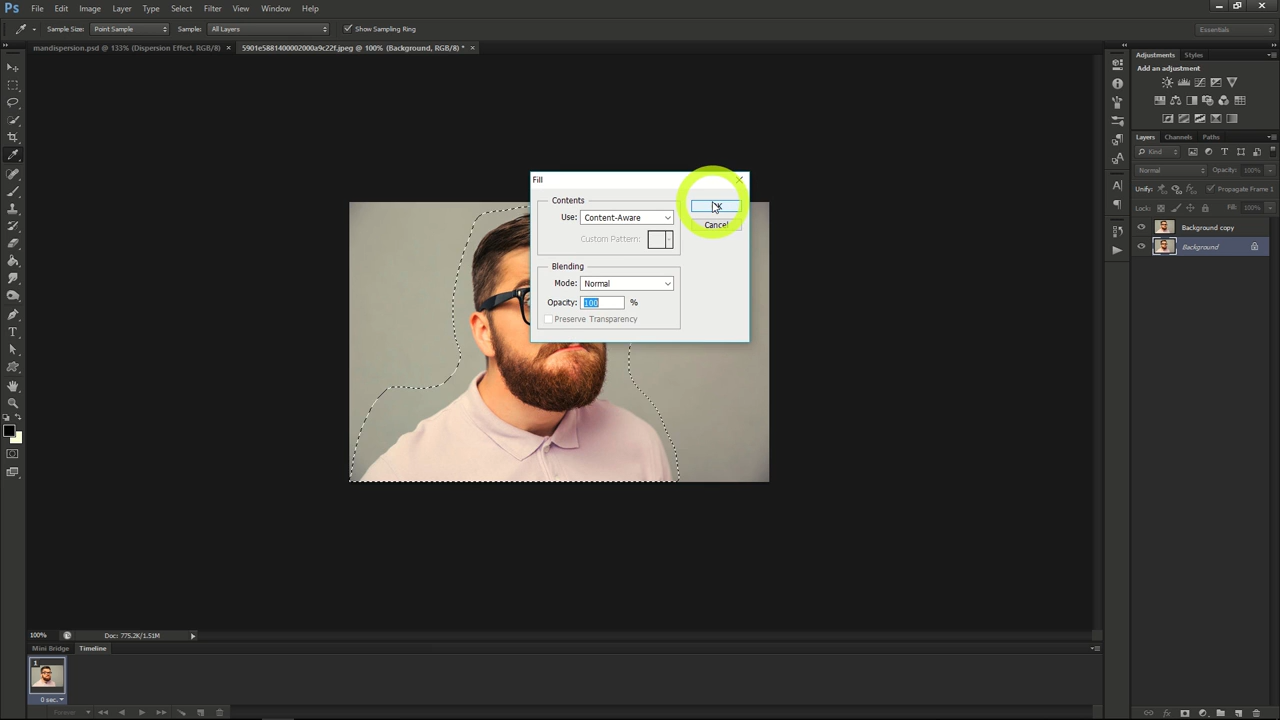 Ps File Edit Image Layer Type Select Filter View Window Help
Sample Size: Point Sample Sample: All Layers Show Sampling Ring Essentials
mandispersion.psd @ 133% (Dispersion Effect, RGB/8) × 5901e5881400002000a9c22f.jpeg @ 100% (Background, RGB/8) * ×
Adjustments Styles
Add an adjustment
Layers Channels Paths
Kind
Normal Opacity: 100%
Unify: Propagate Frame 1
Lock: Fill: 100%
Background copy
Background
Fill
Contents
Use: Content-Aware
Custom Pattern:
Cancel
Blending
Mode: Normal
Opacity: 100 %
Preserve Transparency
100% Doc: 775.2K/1.51M
Mini Bridge Timeline
1
0 sec.
Forever